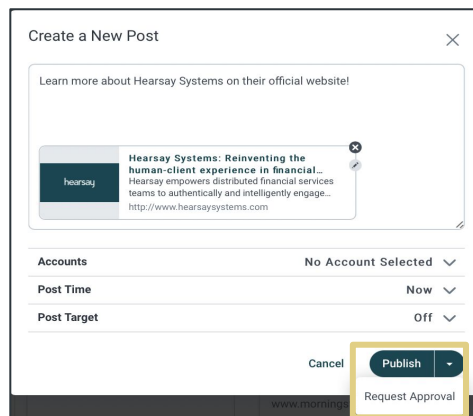 Create a New Post
Learn more about Hearsay Systems on their official website!
hearsay
Hearsay Systems: Reinventing the
human-client experience in financial...
Hearsay empowers distributed financial services
teams to authentically and intelligently engage...
http://www.hearsaysystems.com
Accounts No Account Selected
Post Time Now
Post Target Off
Cancel Publish
Request Approval
www.mornings